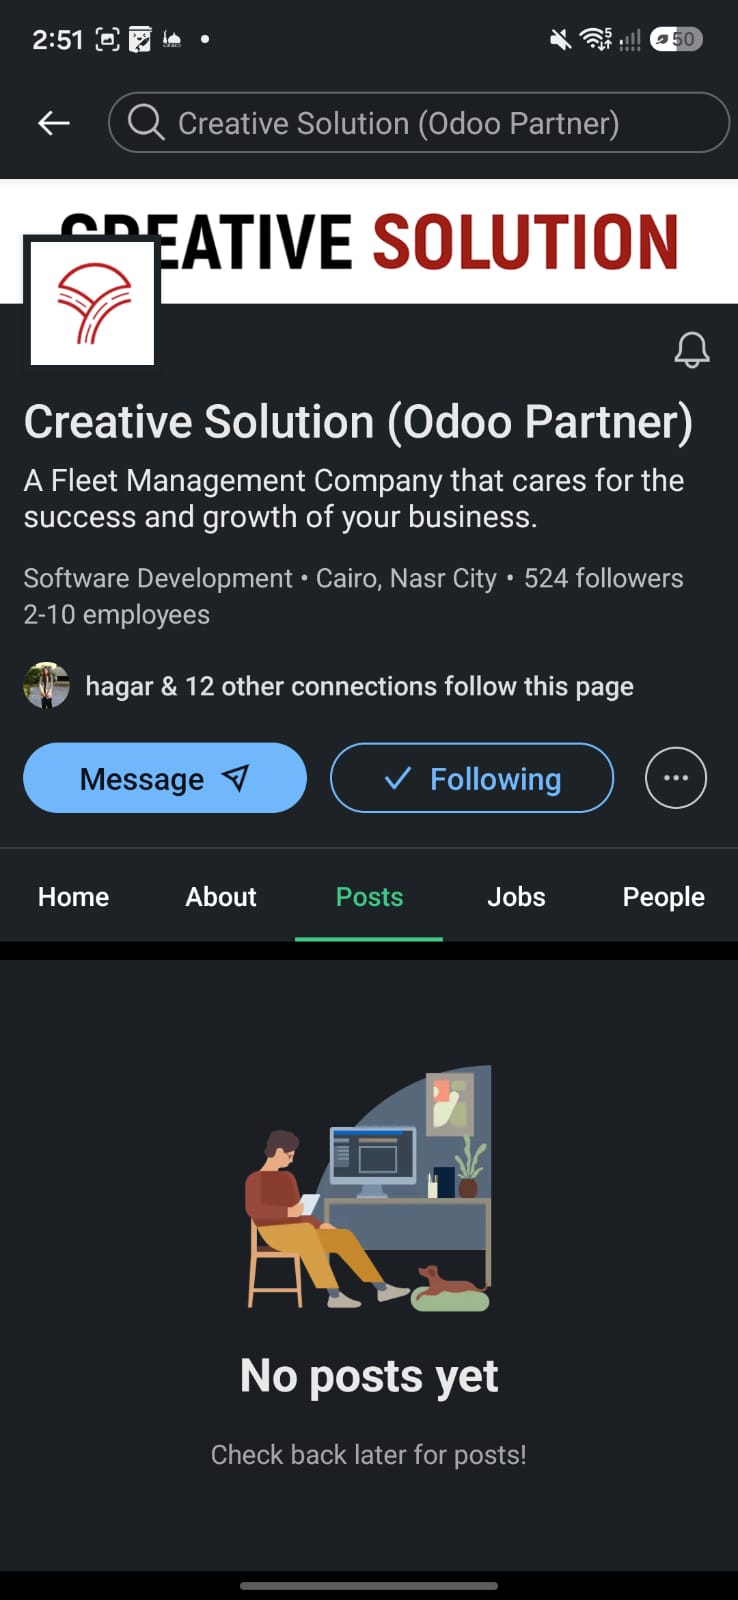 2:51
50
Creative Solution (Odoo Partner)
CREATIVE SOLUTION
Creative Solution (Odoo Partner)
A Fleet Management Company that cares for the
success and growth of your business.
Software Development • Cairo, Nasr City • 524 followers
2-10 employees
hagar & 12 other connections follow this page
Message
Following
Home About Posts Jobs People
No posts yet
Check back later for posts!